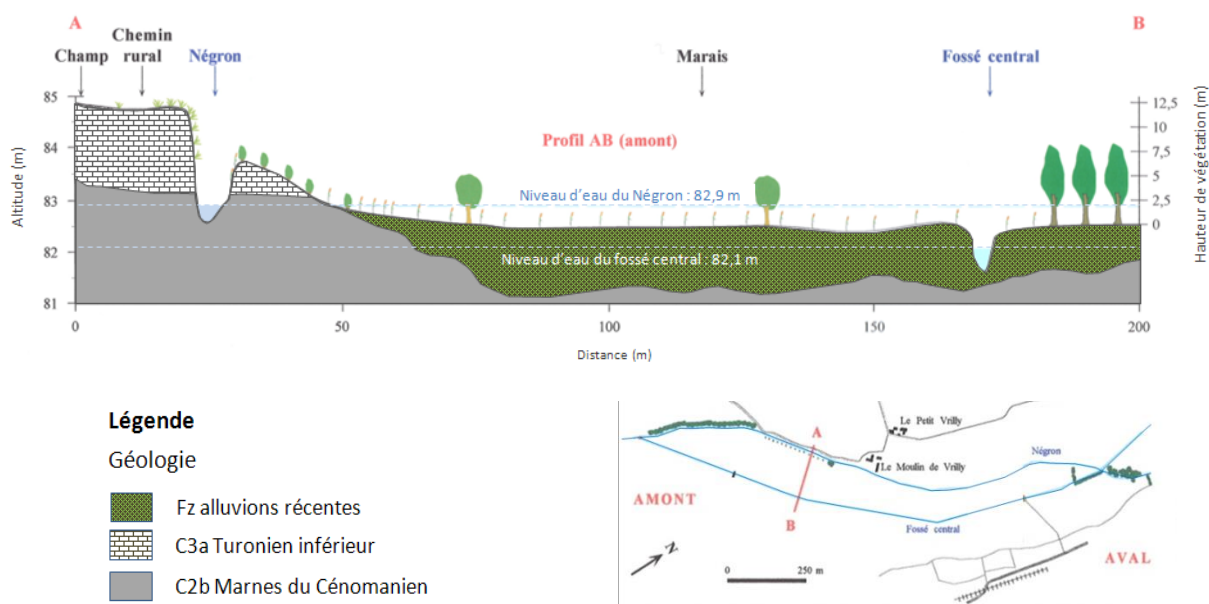 A
B
Champ
Chemin
rural
Négron
Marais
Fossé central
85
84
83
82
81
Altitude (m)
12,5
10
7,5
5
2,5
0
Hauteur de végétation (m)
Profil AB (amont)
Niveau d'eau du Négron : 82,9 m
Niveau d'eau du fossé central : 82,1 m
0
50
100
150
200
Distance (m)
Légende
Géologie
Fz alluvions récentes
C3a Turonien inférieur
C2b Marnes du Cénomanien
A
Le Petit Vrilly
Le Moulin de Vrilly
Négron
AMONT
B
Fossé central
AVAL
N
0
250 m